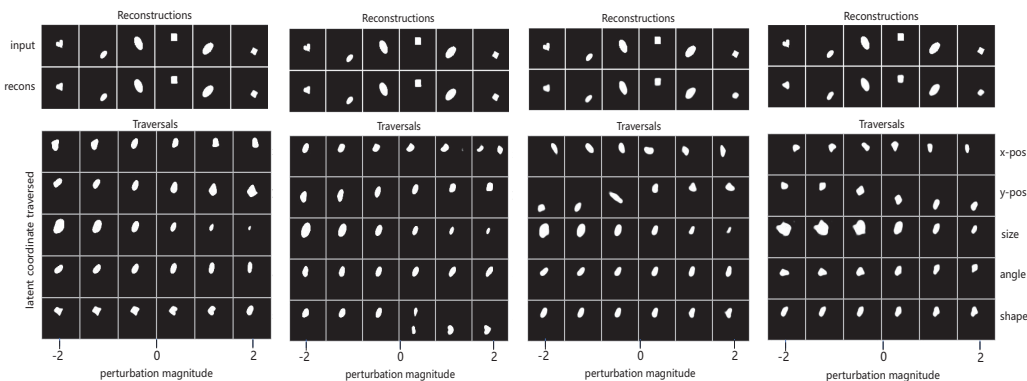 Reconstructions
Reconstructions
Reconstructions
Reconstructions
input
recons
Traversals
Traversals
Traversals
Traversals
latent coordinate traversed
x-pos
y-pos
size
angle
shape
-2 0 2
-2 0 2
-2 0 2
-2 0 2
perturbation magnitude
perturbation magnitude
perturbation magnitude
perturbation magnitude